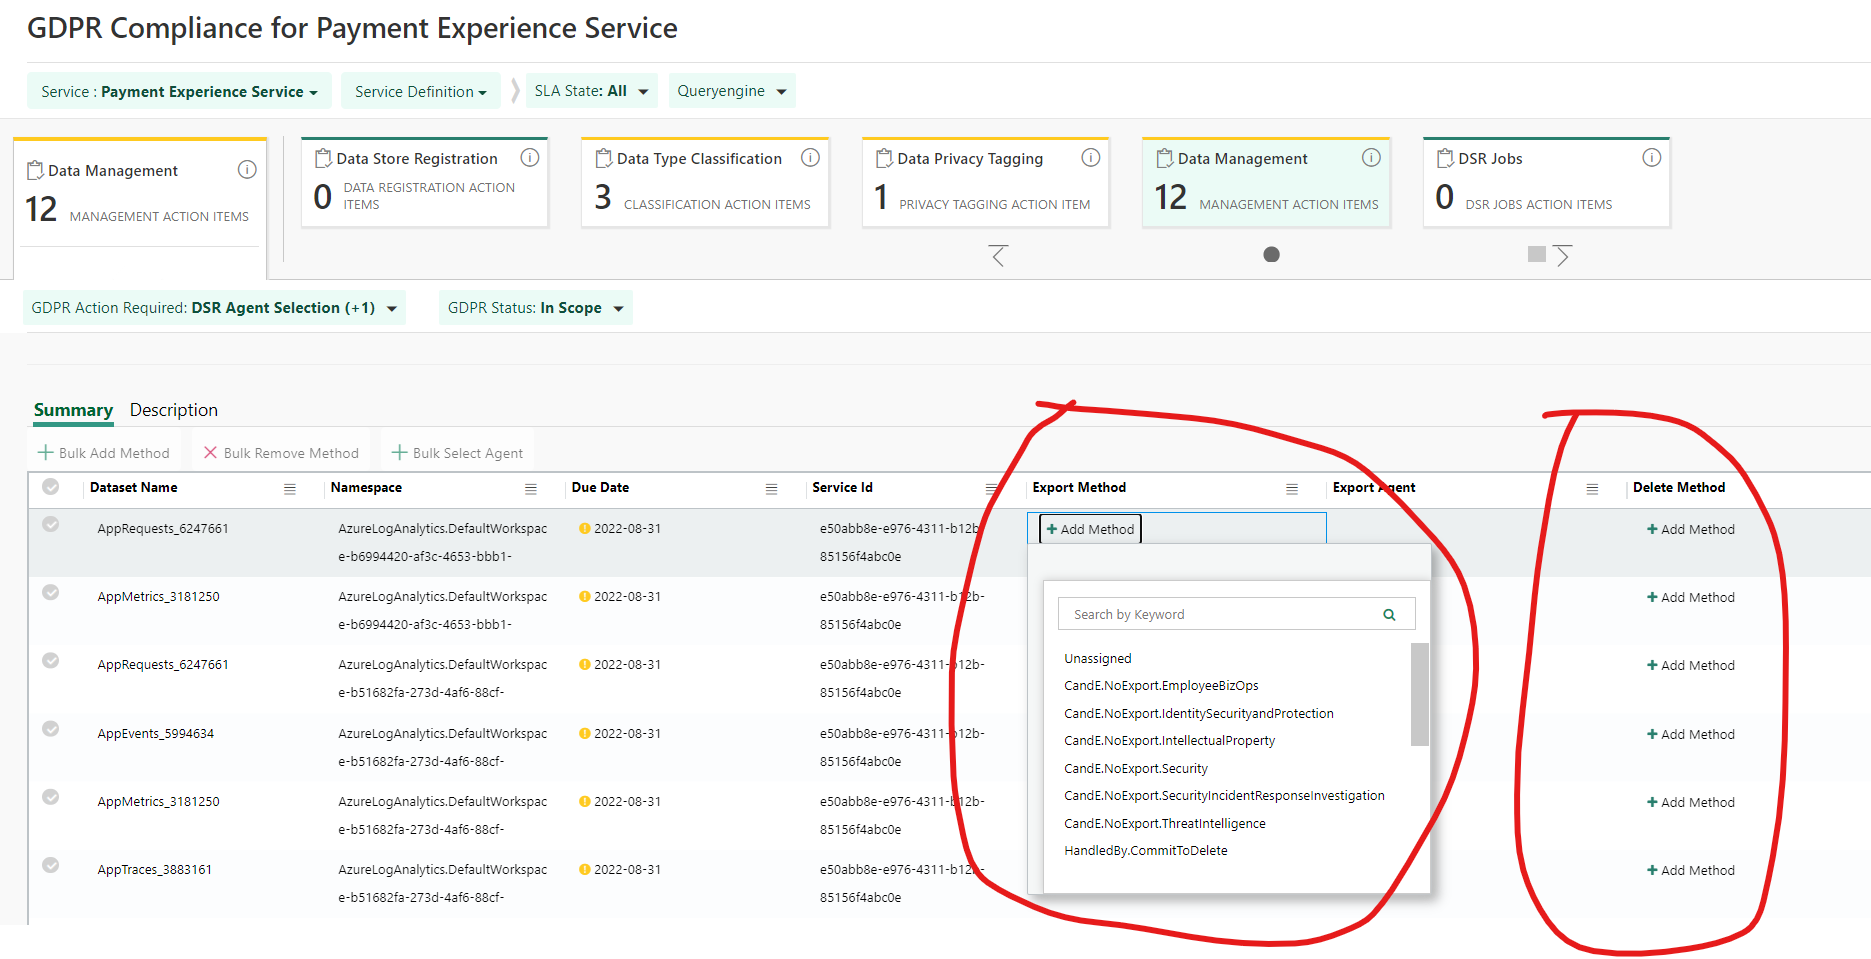 GDPR Compliance for Payment Experience Service
Service : Payment Experience Service
Service Definition
SLA State: All
Queryengine
Data Management
12 MANAGEMENT ACTION ITEMS
Data Store Registration
0 DATA REGISTRATION ACTION
ITEMS
Data Type Classification
3 CLASSIFICATION ACTION ITEMS
Data Privacy Tagging
1 PRIVACY TAGGING ACTION ITEM
Data Management
12 MANAGEMENT ACTION ITEMS
DSR Jobs
0 DSR JOBS ACTION ITEMS
GDPR Action Required: DSR Agent Selection (+1)
GDPR Status: In Scope
Summary Description
Bulk Add Method Bulk Remove Method Bulk Select Agent
Dataset Name Namespace Due Date Service Id Export Method Export Agent Delete Method
AppRequests_6247661 AzureLogAnalytics.DefaultWorkspac 2022-08-31 e50abb8e-e976-4311-b12b- Add Method Add Method
e-b6994420-af3c-4653-bbb1- 85156f4abc0e
AppMetrics_3181250 AzureLogAnalytics.DefaultWorkspac 2022-08-31 e50abb8e-e976-4311-b12b- Add Method
e-b6994420-af3c-4653-bbb1- 85156f4abc0e
AppRequests_6247661 AzureLogAnalytics.DefaultWorkspac 2022-08-31 e50abb8e-e976-4311-b12b- Add Method
e-b51682fa-273d-4af6-88cf- 85156f4abc0e
AppEvents_5994634 AzureLogAnalytics.DefaultWorkspac 2022-08-31 e50abb8e-e976-4311-b12b- Add Method
e-b51682fa-273d-4af6-88cf- 85156f4abc0e
AppMetrics_3181250 AzureLogAnalytics.DefaultWorkspac 2022-08-31 e50abb8e-e976-4311-b12b- Add Method
e-b51682fa-273d-4af6-88cf- 85156f4abc0e
AppTraces_3883161 AzureLogAnalytics.DefaultWorkspac 2022-08-31 e50abb8e-e976-4311-b12b- Add Method
e-b51682fa-273d-4af6-88cf- 85156f4abc0e
Search by Keyword
Unassigned
CandE.NoExport.EmployeeBizOps
CandE.NoExport.IdentitySecurityandProtection
CandE.NoExport.IntellectualProperty
CandE.NoExport.Security
CandE.NoExport.SecurityIncidentResponseInvestigation
CandE.NoExport.ThreatIntelligence
HandledBy.CommitToDelete